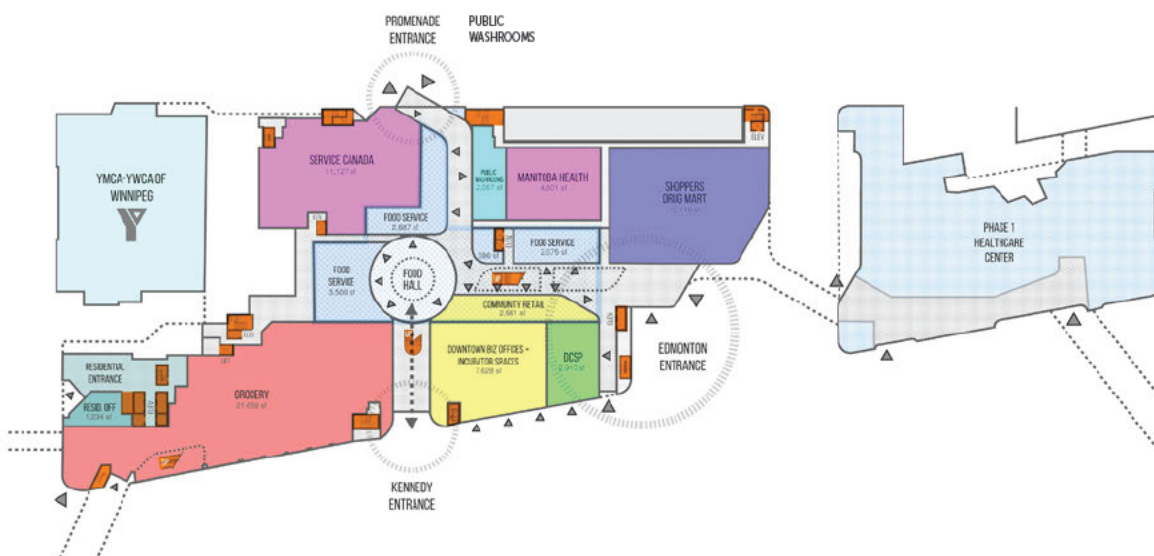 PROMENADE
ENTRANCE
PUBLIC
WASHROOMS
YMCA-YWCA OF
WINNIPEG
Y
SERVICE CANADA
11,127 sf
PUBLIC
WASHROOMS
2,087 sf
MANITOBA HEALTH
4,801 sf
SHOPPERS
DRUG MART
ELEV
PHASE 1
HEALTHCARE
CENTER
FOOD SERVICE
2,687 sf
FOOD
SERVICE
3,509 sf
FOOD
HALL
FOOD SERVICE
2,075 sf
COMMUNITY RETAIL
2,661 sf
DOWNTOWN BIZ OFFICES +
INCUBATOR SPACES
7,628 sf
DCSP
2,910 sf
EDMONTON
ENTRANCE
ELEV
RESIDENTIAL
ENTRANCE
RESID. OFF
1,234 sf
GROCERY
21,659 sf
KENNEDY
ENTRANCE